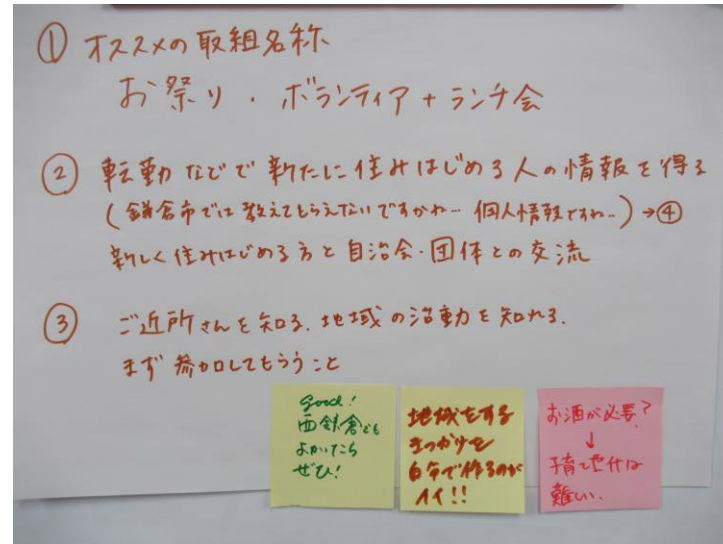 ① オススメの取組名称
お祭り・ボランティア+ランチ会
② 転勤などで新たに住みはじめる人の情報を得る
(鎌倉市では教えてもらえないですかね… 個人情報ですね…)→④
新しく住みはじめる方と自治会・団体との交流
③ ご近所さんを知る、地域の活動を知れる、
まず参加してもらうこと
good!
西鎌倉でも
よかったら
ぜひ!
地域をする
きっかけを
自分で作るのが
イイ!!
お酒が必要?
↓
子育て世代は
難しい、